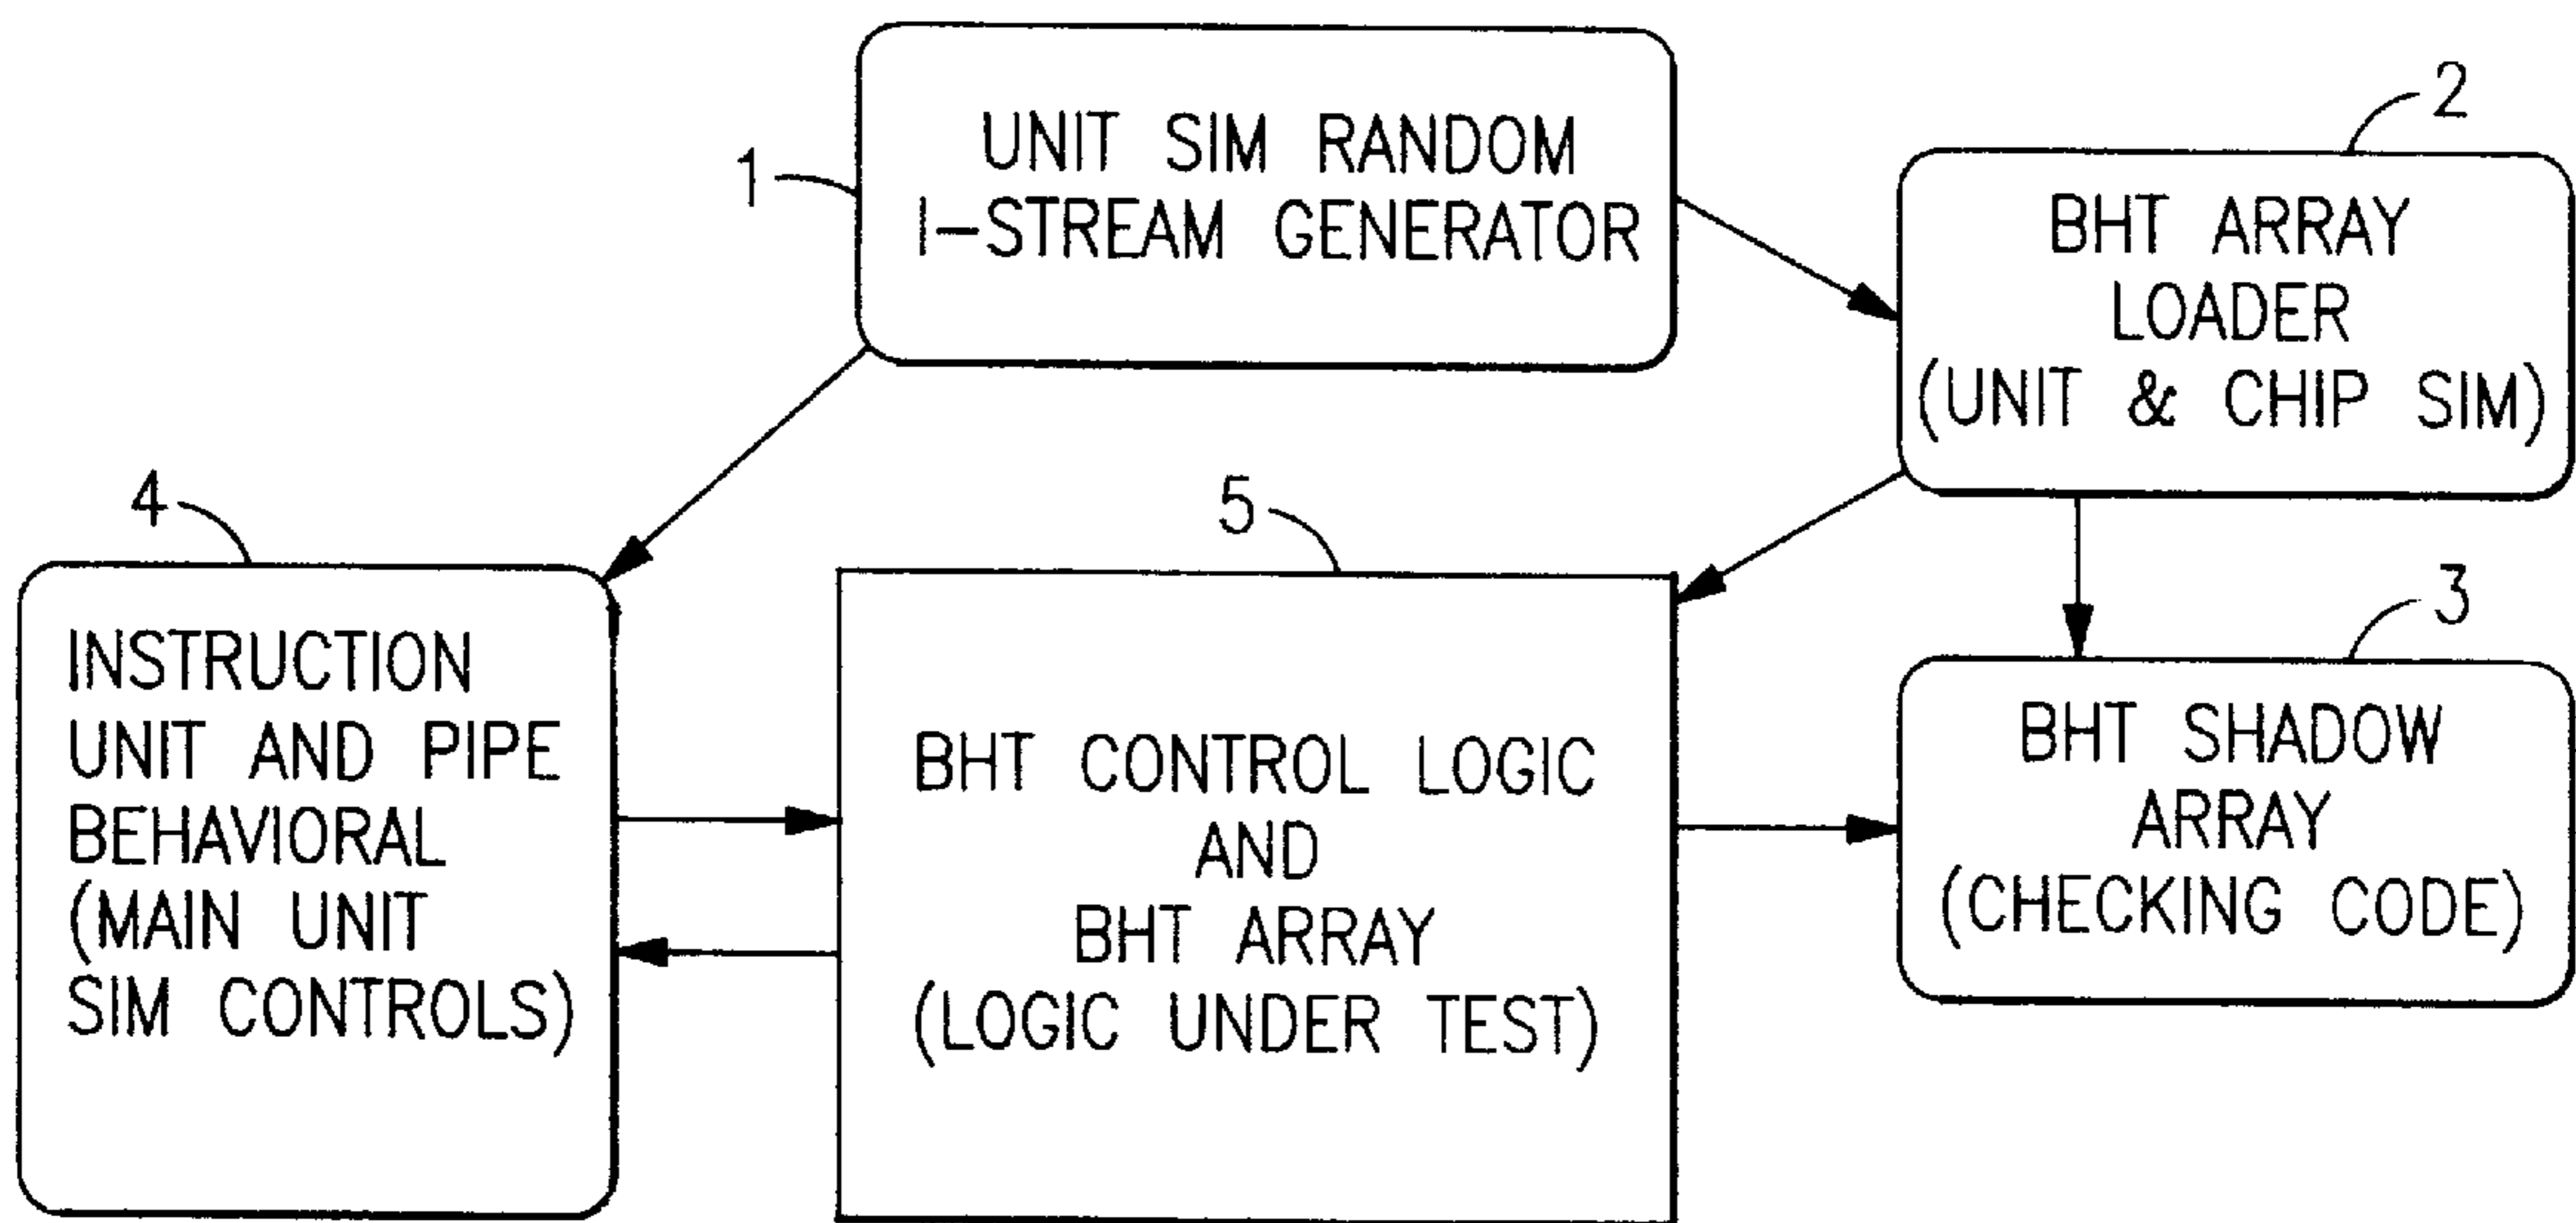 1
UNIT SIM RANDOM
I-STREAM GENERATOR
2
BHT ARRAY
LOADER
(UNIT & CHIP SIM)
4
INSTRUCTION
UNIT AND PIPE
BEHAVIORAL
(MAIN UNIT
SIM CONTROLS)
5
BHT CONTROL LOGIC
AND
BHT ARRAY
(LOGIC UNDER TEST)
3
BHT SHADOW
ARRAY
(CHECKING CODE)